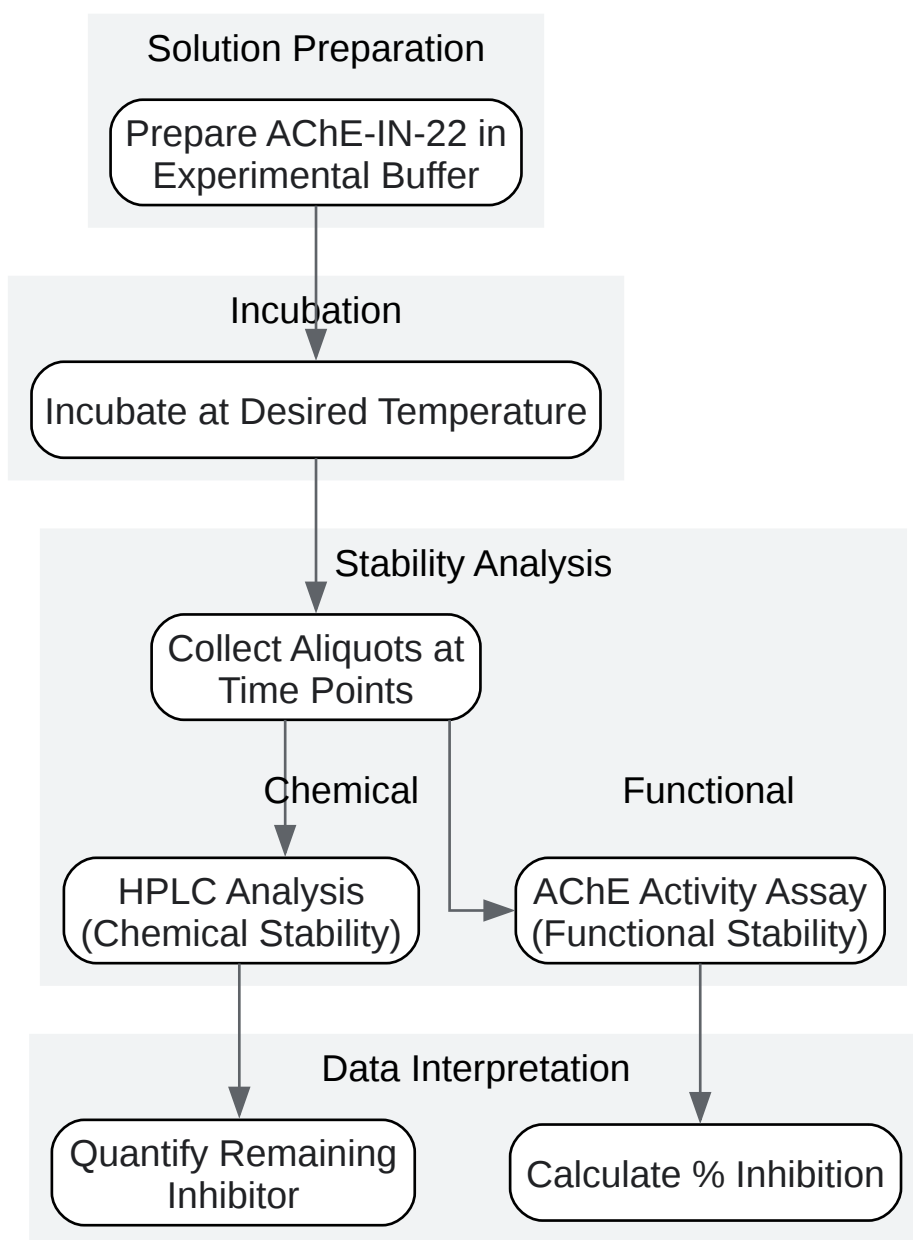 Solution Preparation
Prepare AChE-IN-22 in
Experimental Buffer
Incubation
Incubate at Desired Temperature
Stability Analysis
Collect Aliquots at
Time Points
Chemical
Functional
HPLC Analysis
(Chemical Stability)
AChE Activity Assay
(Functional Stability)
Data Interpretation
Quantify Remaining
Inhibitor
Calculate % Inhibition